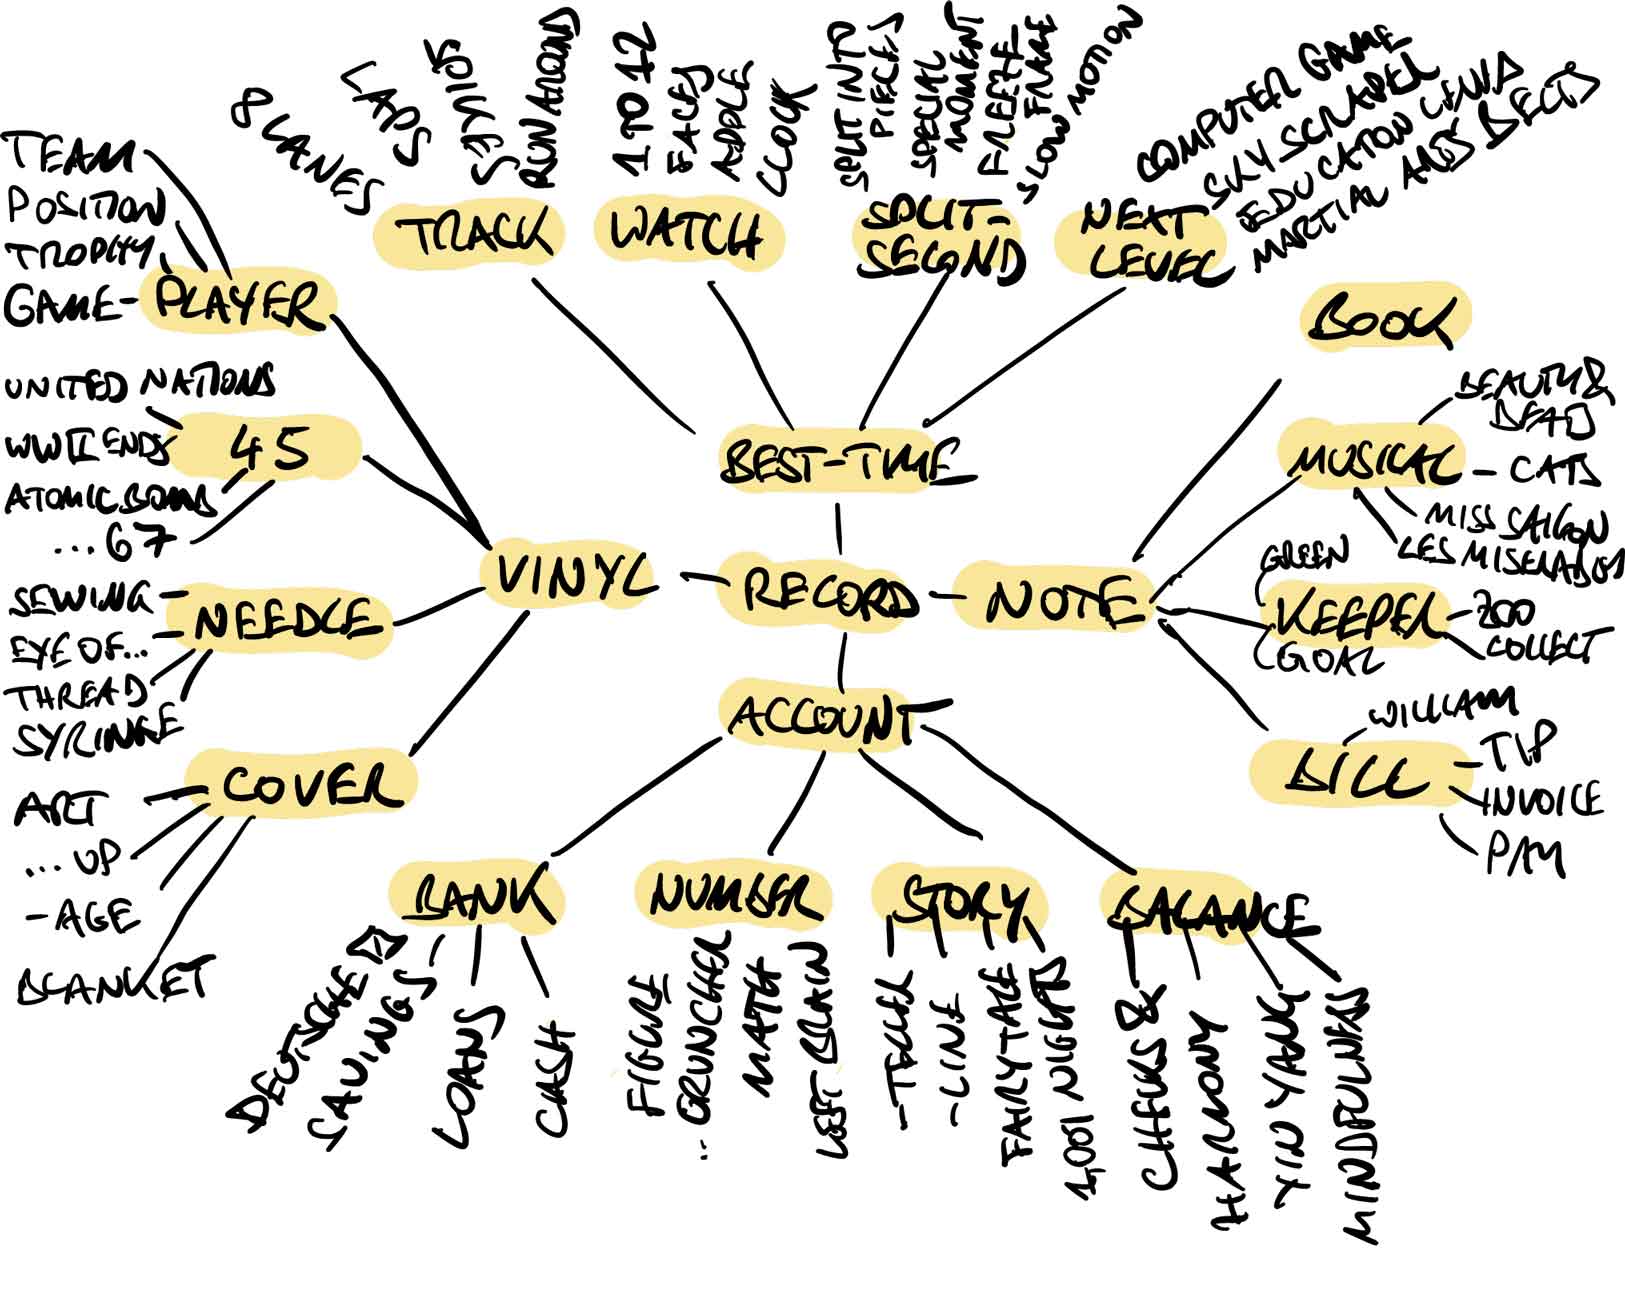 8 LANES
LAPS
SPIKES
RUN AROUND
TRACK
1 TO 12
FACES
APPLE
CLOCK
WATCH
SPLIT INTO
PIECES
SPECIAL
MOMENT
FREEZE-
FRAME
SLOW MOTION
SPLIT-
SECOND
COMPUTER GAME
SKY SCRAPER
EDUCATION
MARTIAL ARTS BELTS
NEXT
LEVEL
TEAM
POSITION
TROPHY
GAME
PLAYER
UNITED NATIONS
WWII ENDS
ATOMIC BOMB
...67
45
SEWING
EYE OF...
THREAD
SYRINGE
NEEDLE
ART
...UP
-AGE
BLANKET
COVER
VINYL
BEST-TIME
RECORD
NOTE
ACCOUNT
BOOK
MUSICAL
BEAUTY &
BEAST
CATS
MISS SAIGON
LES MISERABLES
GREEN
KEEPER
ZOO
COLLECT
GOAL
WILLIAM
BILL
TIP
INVOICE
PAY
BANK
DEUTSCHE
SAVINGS
LOANS
CASH
NUMBER
FIGURE
..CRUNCHER
MATH
LEFT BRAIN
STORY
-TELLER
-LINE
FAIRYTALE
1,001 NIGHTS
BALANCE
CHECKS &
HARMONY
YIN YANG
MINDFULNESS